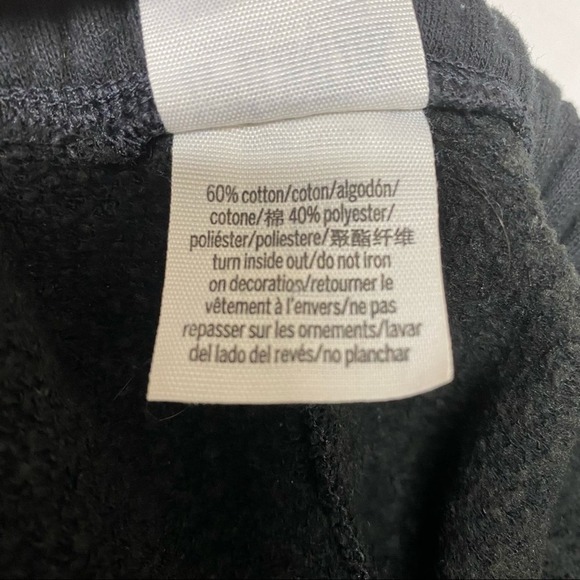 60% cotton/coton/algodón/
cotone/棉 40% polyester/
poliéster/poliestere/聚酯纤维
turn inside out/do not iron
on decoration/retourner le
vêtement à l'envers/ne pas
repasser sur les ornements/lavar
del lado del revés/no planchar